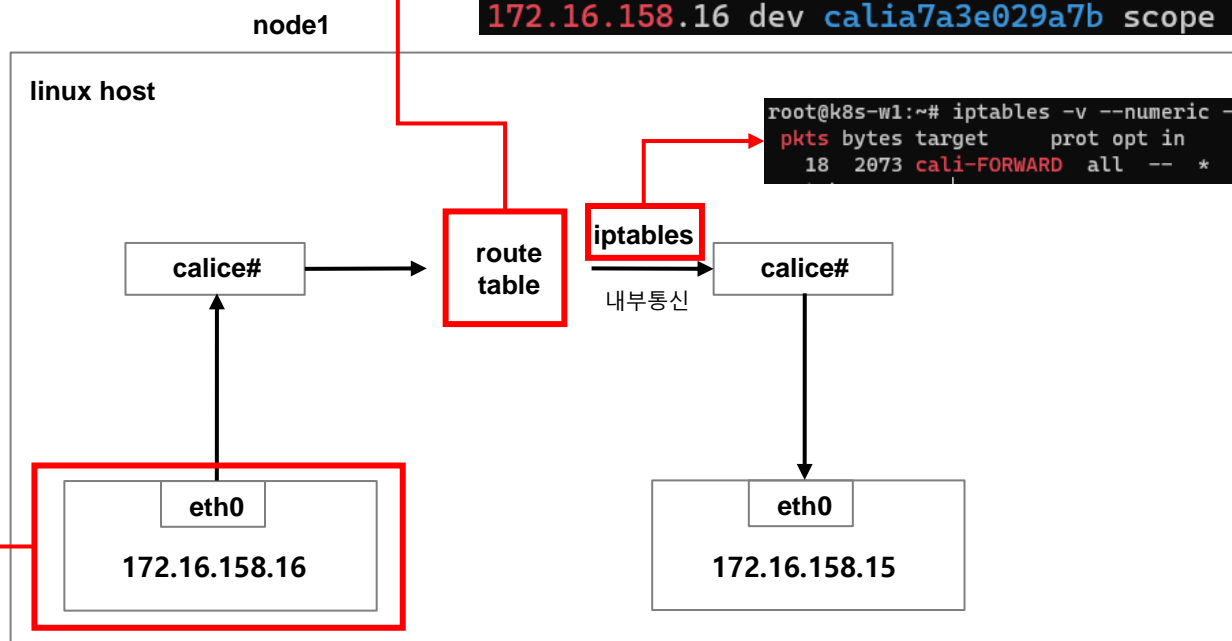 node1
172.16.158.16 dev calia7a3e029a7b scope
linux host
root@k8s-w1:~# iptables -v --numeric -
pkts bytes target prot opt in
18 2073 cali-FORWARD all -- *
iptables
calice#
route
table
calice#
내부통신
eth0
172.16.158.16
eth0
172.16.158.15